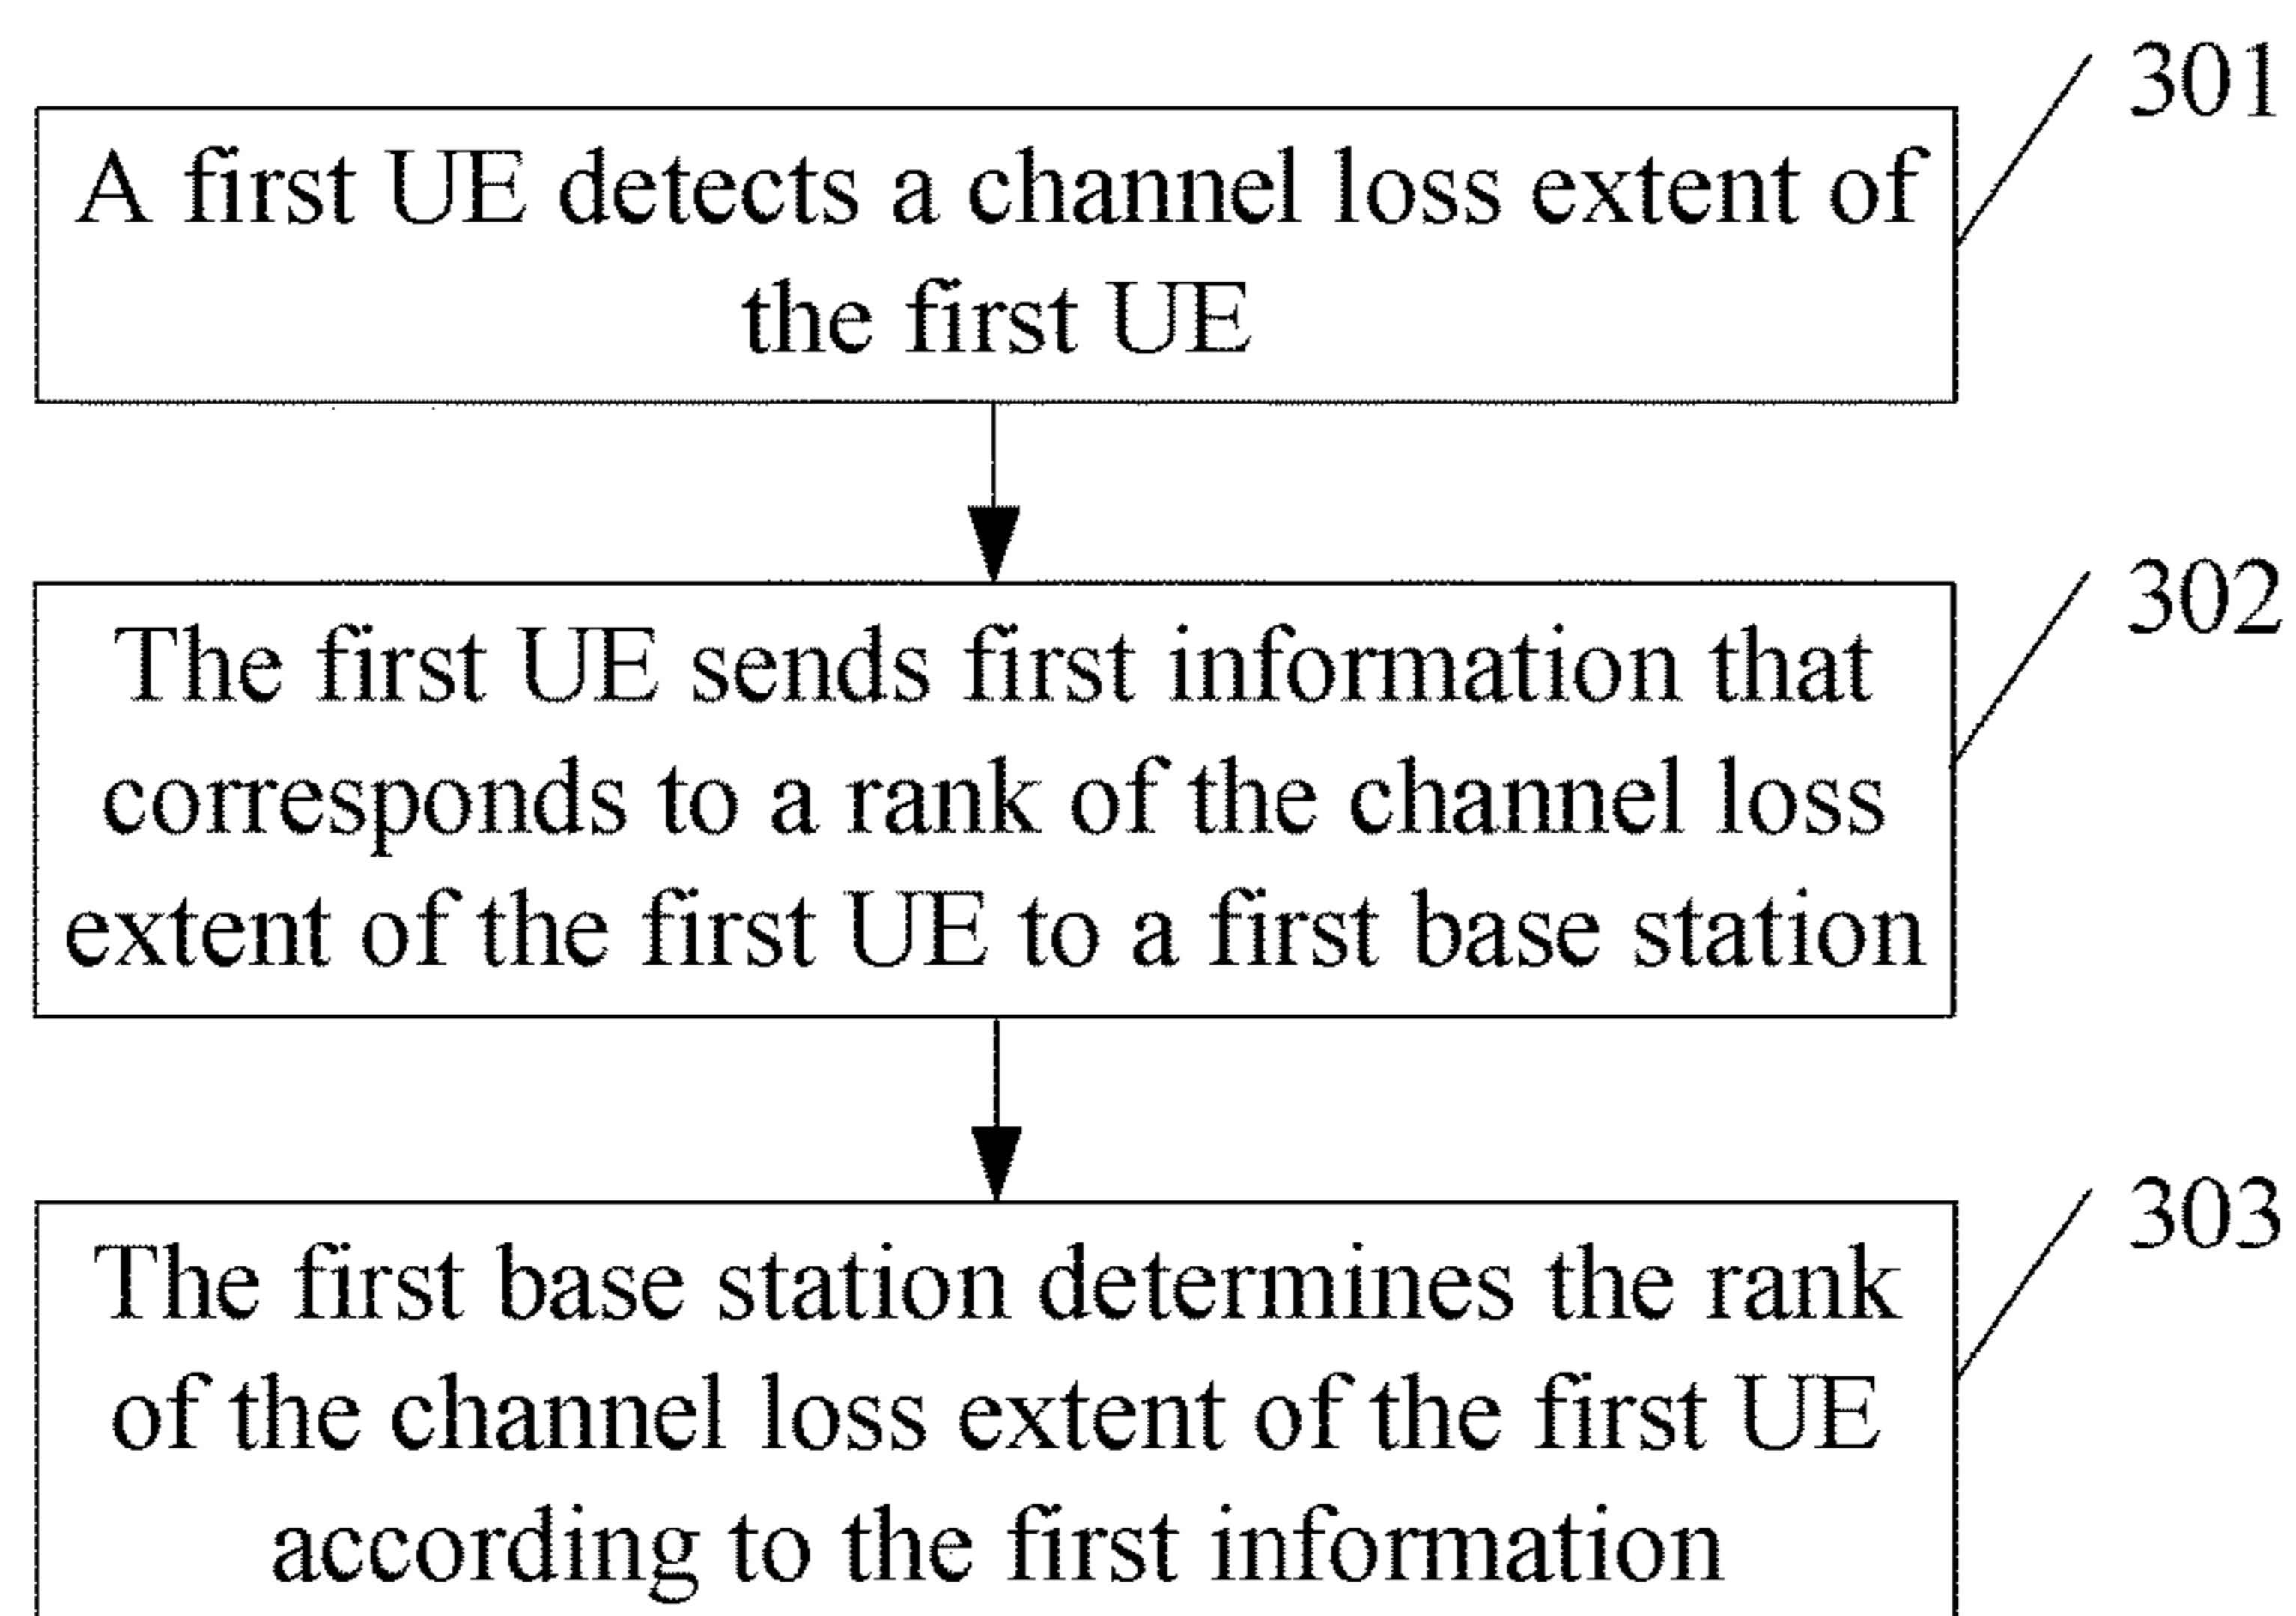 301
A first UE detects a channel loss extent of
the first UE
302
The first UE sends first information that
corresponds to a rank of the channel loss
extent of the first UE to a first base station
303
The first base station determines the rank
of the channel loss extent of the first UE
according to the first information